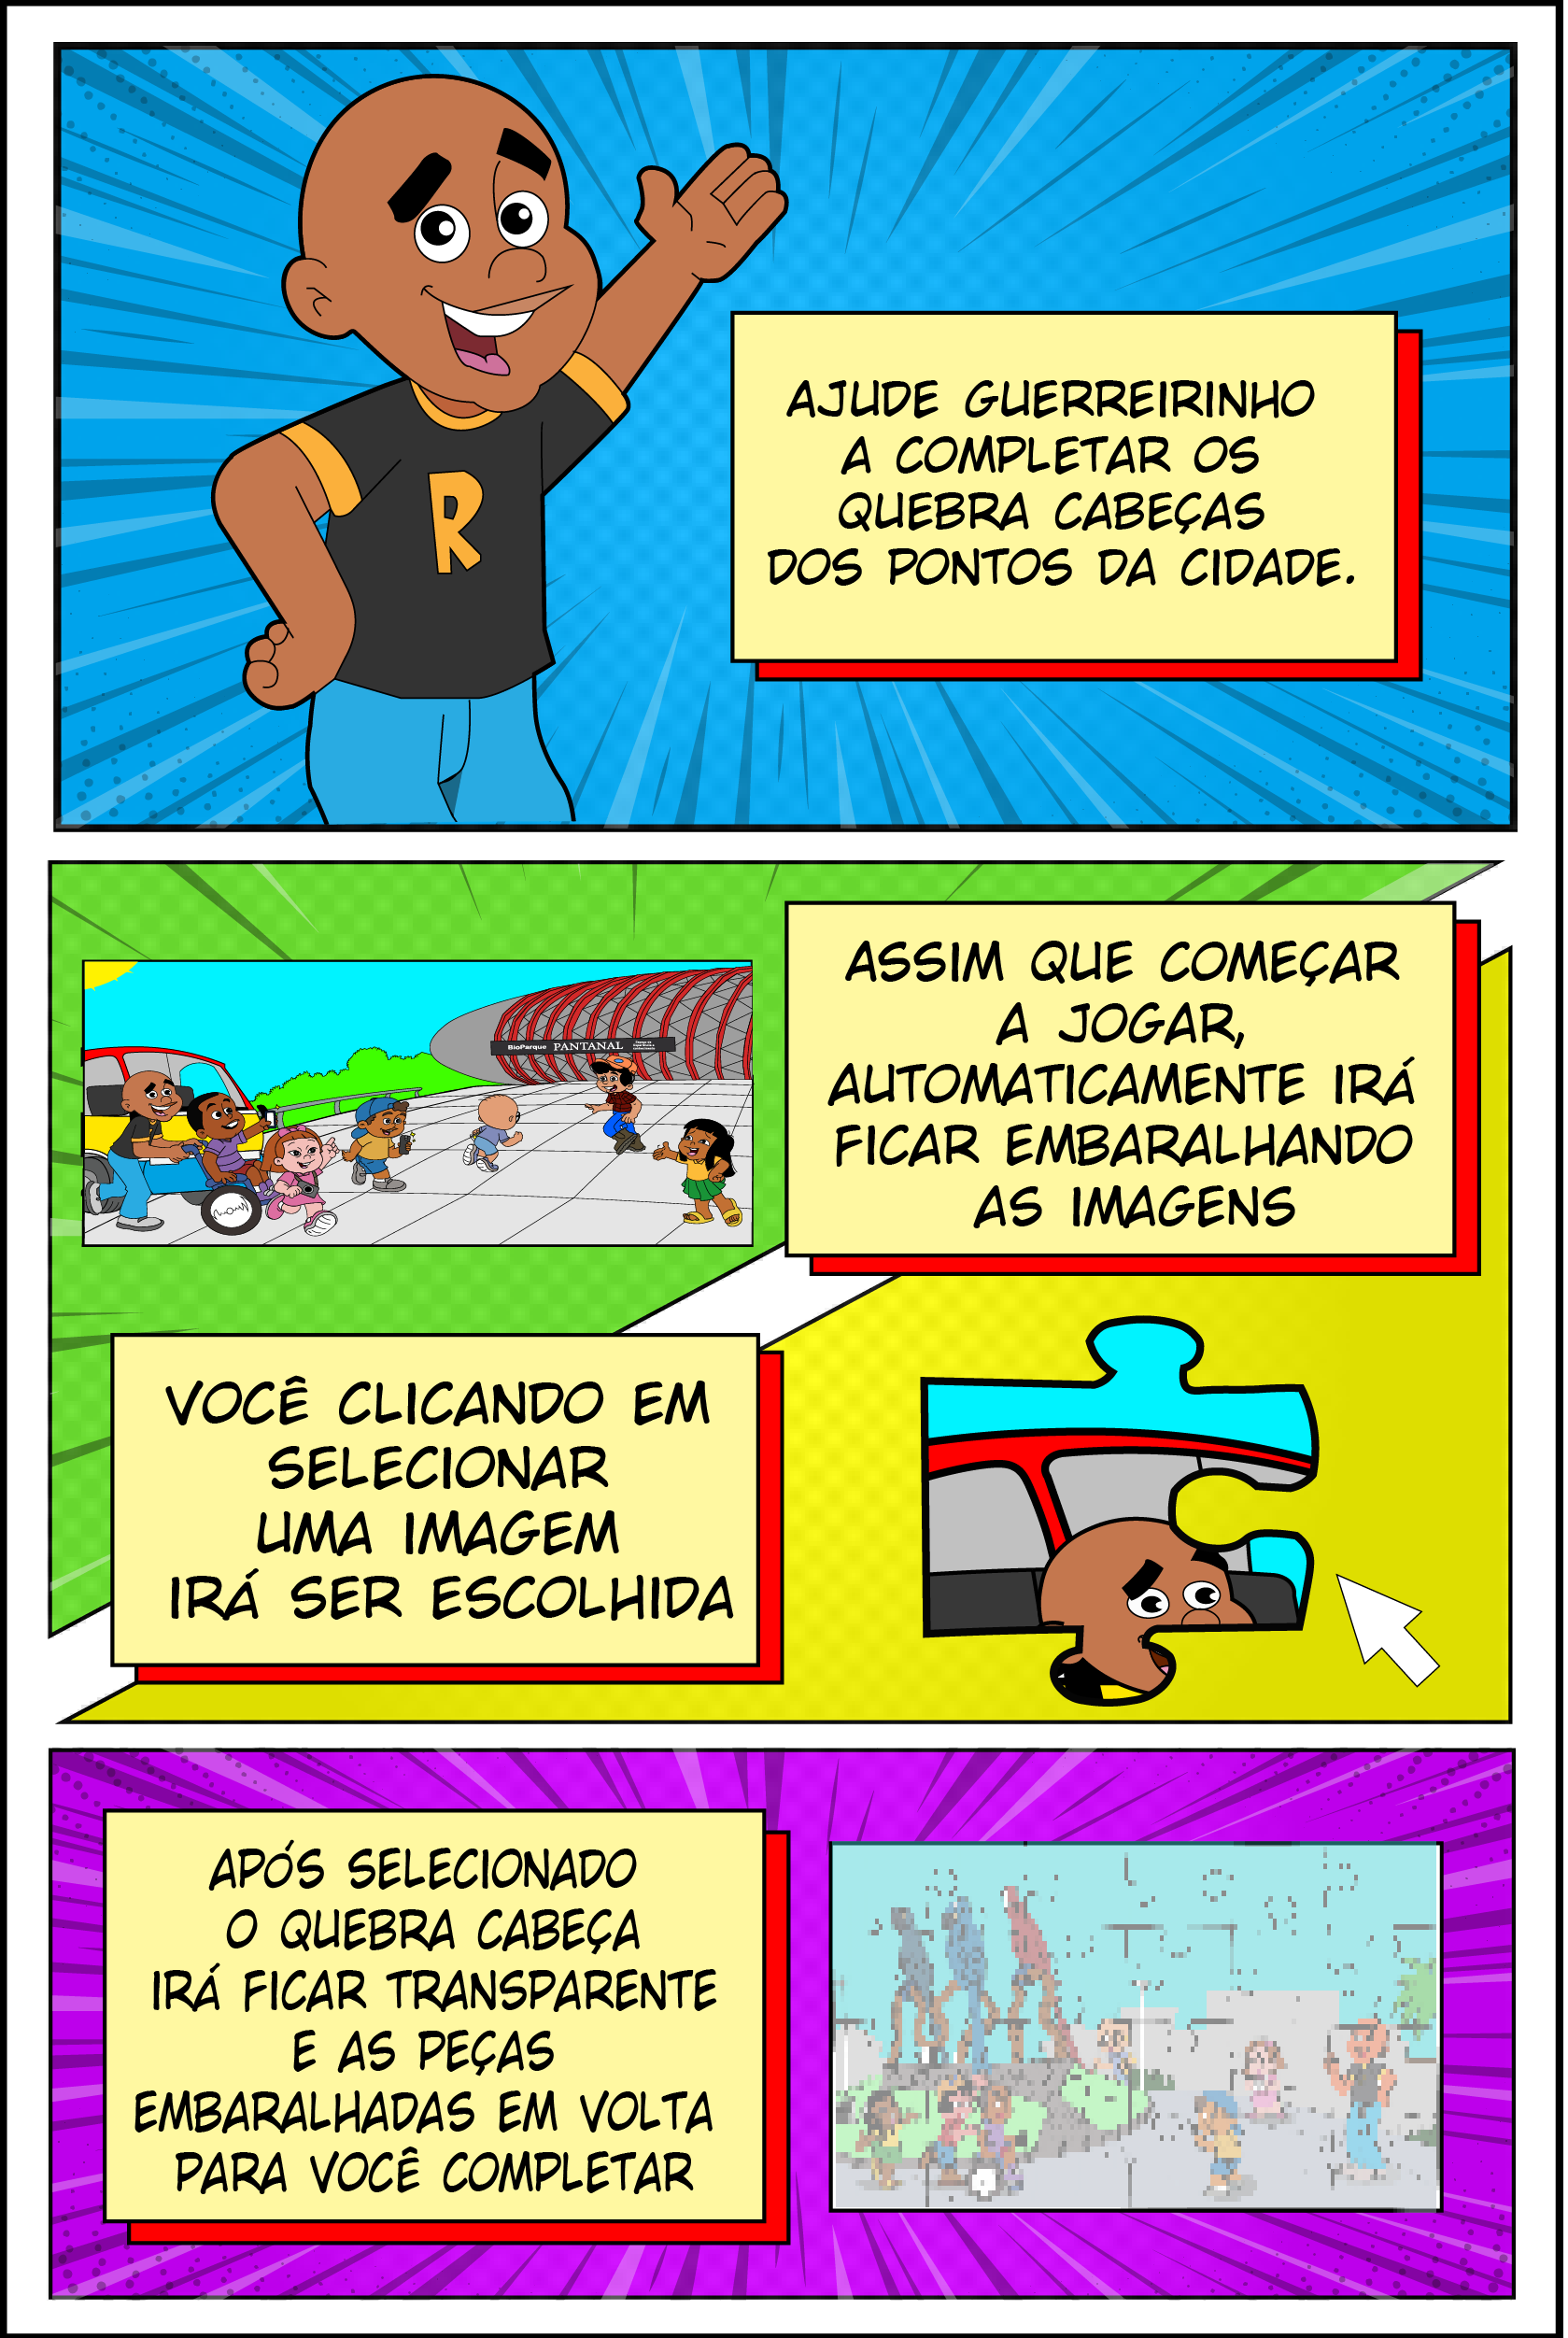 R
AJUDE GUERREIRINHO
A COMPLETAR OS
QUEBRA CABEÇAS
DOS PONTOS DA CIDADE.
ASSIM QUE COMEÇAR
A JOGAR,
AUTOMATICAMENTE IRÁ
FICAR EMBARALHANDO
AS IMAGENS
BioParque PANTANAL
VOCÊ CLICANDO EM
SELECIONAR
UMA IMAGEM
IRÁ SER ESCOLHIDA
APÓS SELECIONADO
O QUEBRA CABEÇA
IRÁ FICAR TRANSPARENTE
E AS PEÇAS
EMBARALHADAS EM VOLTA
PARA VOCÊ COMPLETAR